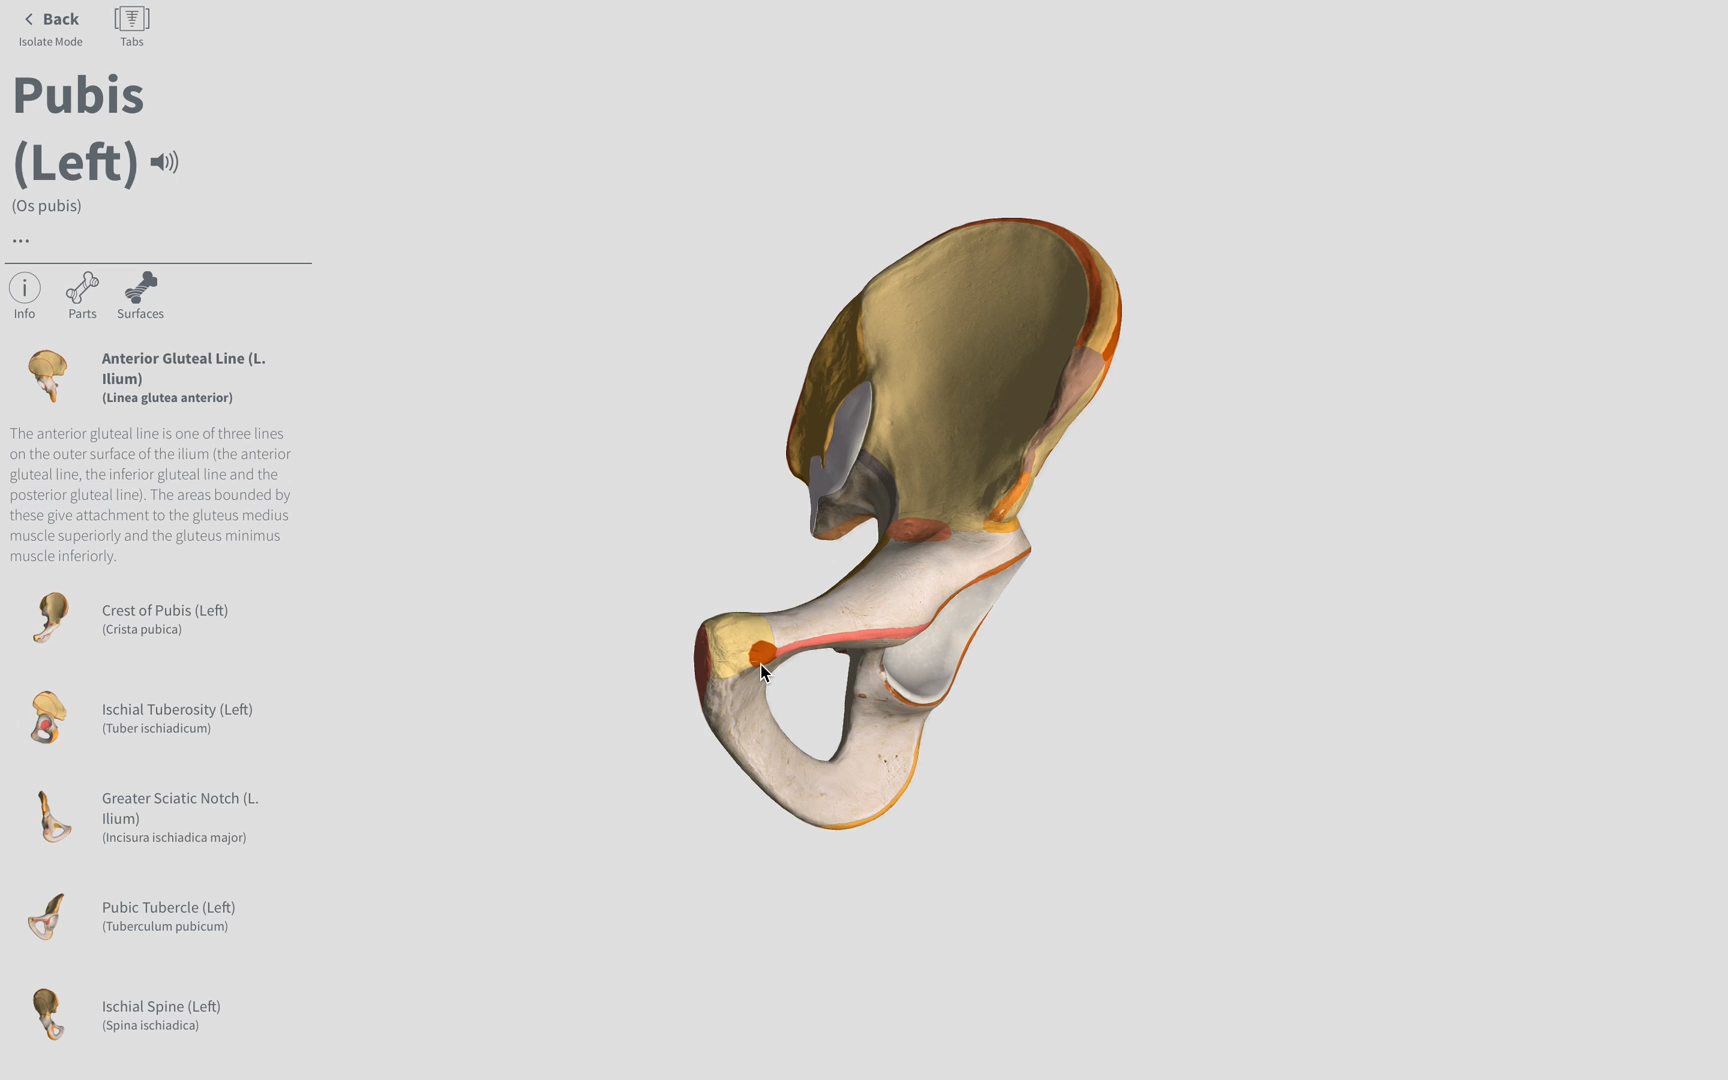 Back
Isolate Mode
Tabs
Pubis
(Left)
(Os pubis)
...
Info
Parts
Surfaces
Anterior Gluteal Line (L.
Ilium)
(Linea glutea anterior)
The anterior gluteal line is one of three lines
on the outer surface of the ilium (the anterior
gluteal line, the inferior gluteal line and the
posterior gluteal line). The areas bounded by
these give attachment to the gluteus medius
muscle superiorly and the gluteus minimus
muscle inferiorly.
Crest of Pubis (Left)
(Crista pubica)
Ischial Tuberosity (Left)
(Tuber ischiadicum)
Greater Sciatic Notch (L.
Ilium)
(Incisura ischiadica major)
Pubic Tubercle (Left)
(Tuberculum pubicum)
Ischial Spine (Left)
(Spina ischiadica)